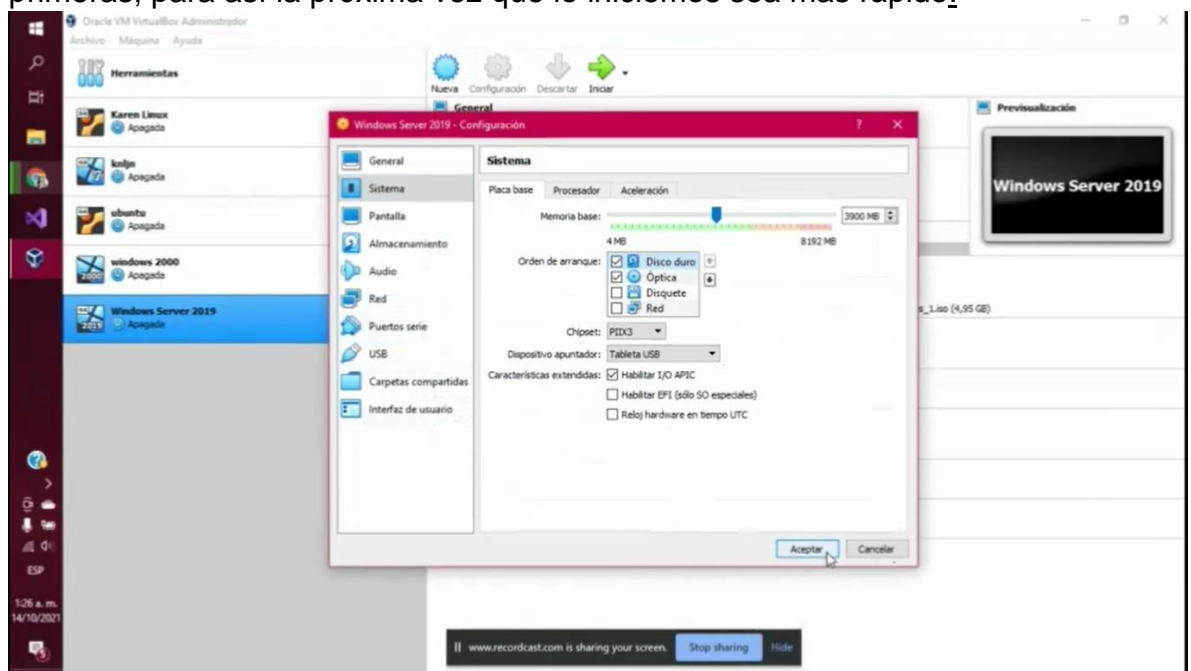 primeras, para así la próxima vez que lo iniciemos sea más rápido.
Oracle VM VirtualBox Administrador
Archivo Máquina Ayuda
Herramientas
Nueva Configuración Descartar Iniciar
Karen Linux
Apagada
knljn
Apagada
ubuntu
Apagada
windows 2000
2000
Apagada
Windows Server 2019
2019
Apagada
General
Previsualización
Windows Server 2019
s_1.iso (4,95 GB)
Windows Server 2019 - Configuración ? ×
General
Sistema
Pantalla
Almacenamiento
Audio
Red
Puertos serie
USB
Carpetas compartidas
Interfaz de usuario
Sistema
Placa base Procesador Aceleración
Memoria base: 3900 MB
4 MB 8192 MB
Orden de arranque: Disco duro
Óptica
Disquete
Red
Chipset: PIIX3
Dispositivo apuntador: Tableta USB
Características extendidas: Habilitar I/O APIC
Habilitar EFI (sólo SO especiales)
Reloj hardware en tiempo UTC
Aceptar Cancelar
ESP
1:26 a. m.
14/10/2021
www.recordcast.com is sharing your screen. Stop sharing Hide